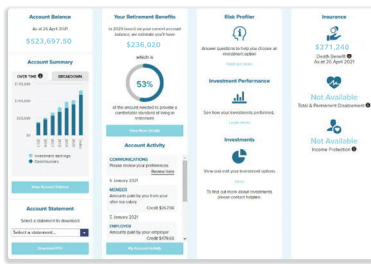 Account Balance
As at 26 April 2021
$523,697.50
Account Summary
OVER TIME
BREAKDOWN
Investment earnings
Contributions
View Account Balance
Account Statement
Select a statement to download
Select a statement...
Download PDF
Your Retirement Benefits
In 2029 based on your current account
balance, we estimate you'll have
$236,020
which is
53%
of the amount needed to provide a
comfortable standard of living in
retirement
View More Details
Account Activity
COMMUNICATIONS
Please review your preferences.
Review here
4 January 2021
MEMBER
Amounts paid by you from your
after-tax salary
Credit
3 January 2021
EMPLOYER
Amounts paid by your employer
Credit
My Account Activity
Risk Profiler
Answer questions to help you choose an
investment option
Investment Performance
See how your investments performed.
Investments
View and edit your investment options.
To find out more about investments
please contact helpline.
Insurance
$271,240
Death Benefit
As at 26 April 2021
Not Available
Total & Permanent Disablement
Not Available
Income Protection